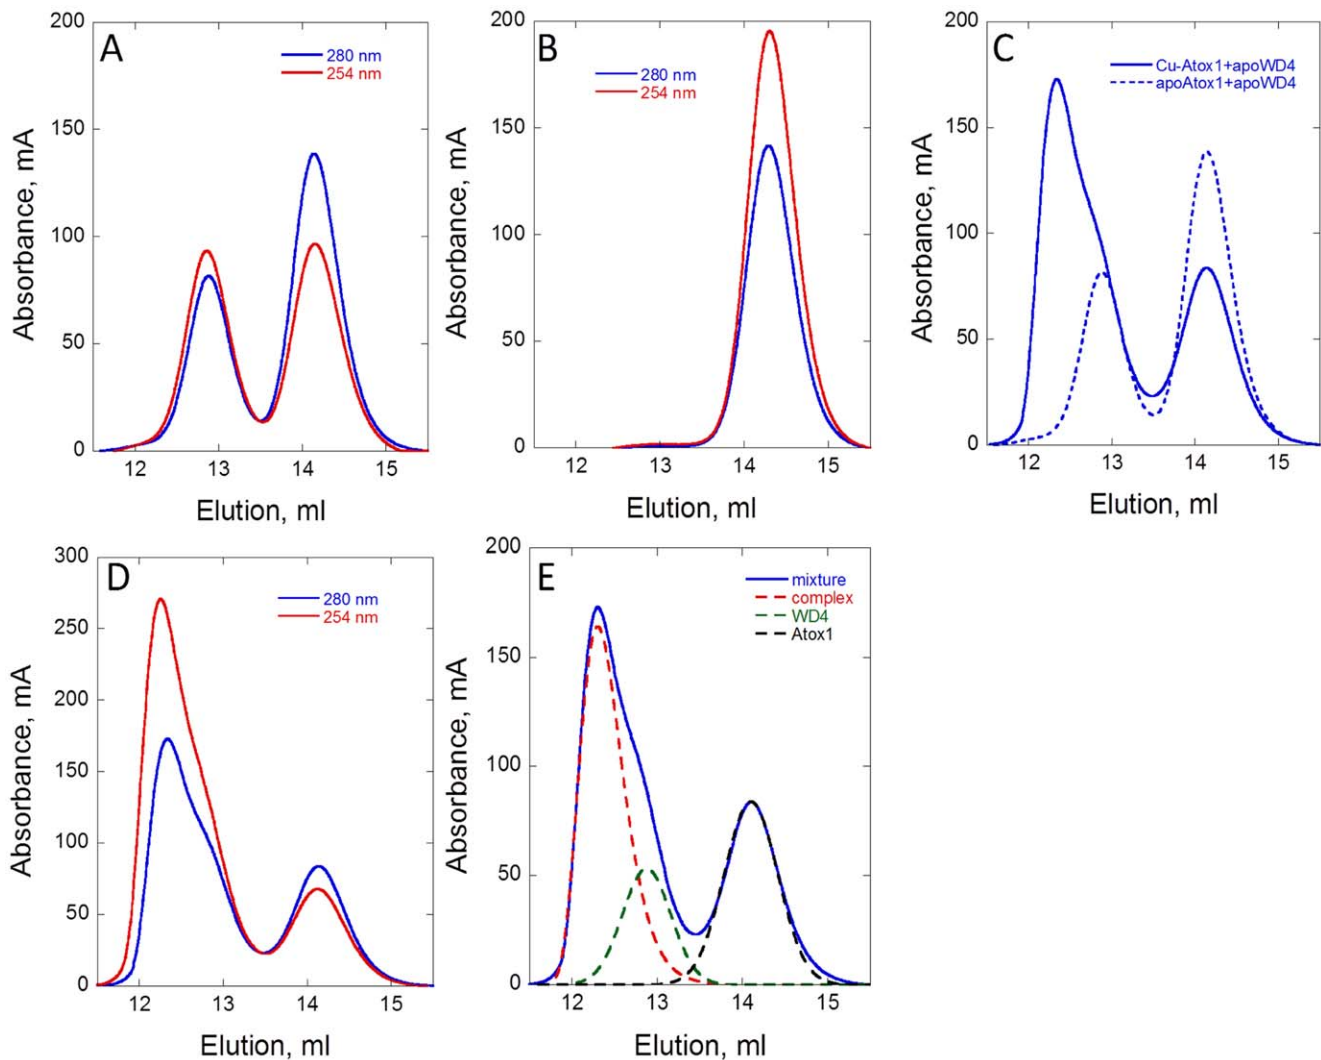 A
280 nm
254 nm
200
150
100
50
0
Absorbance, mA
12 13 14 15
Elution, ml
B
280 nm
254 nm
200
150
100
50
0
Absorbance, mA
12 13 14 15
Elution, ml
C
Cu-Atox1+apoWD4
apoAtox1+apoWD4
200
150
100
50
0
Absorbance, mA
12 13 14 15
Elution, ml
D
280 nm
254 nm
300
250
200
150
100
50
0
Absorbance, mA
12 13 14 15
Elution, ml
E
mixture
complex
WD4
Atox1
200
150
100
50
0
Absorbance, mA
12 13 14 15
Elution, ml